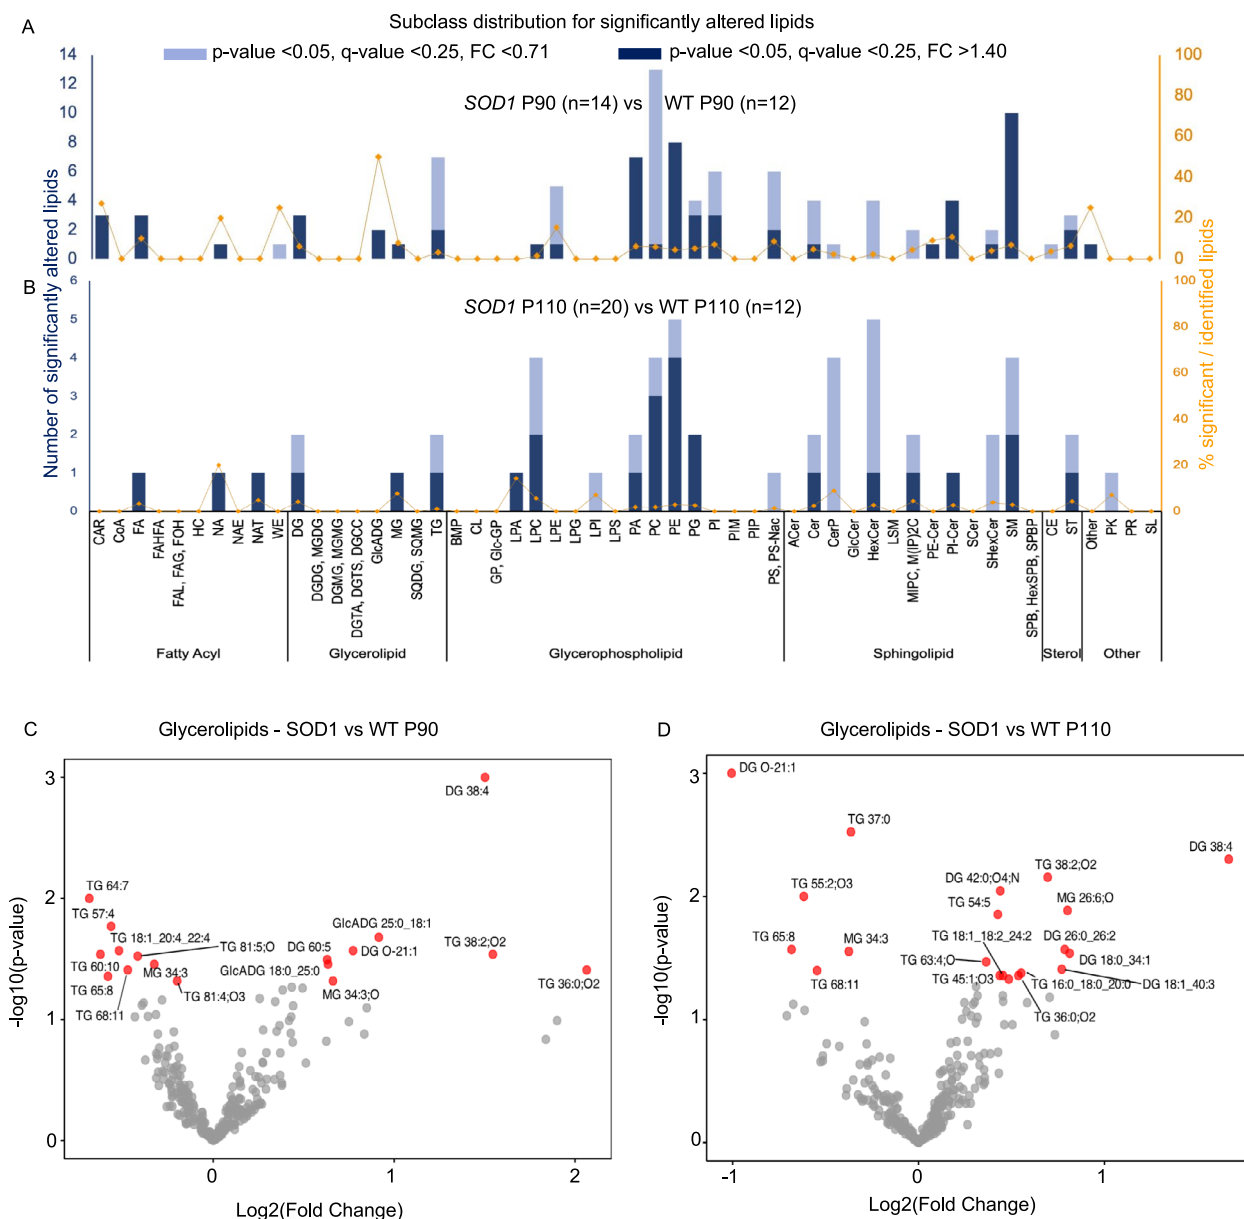 A
Subclass distribution for significantly altered lipids
p-value <0.05, q-value <0.25, FC <0.71
p-value <0.05, q-value <0.25, FC >1.40
SOD1 P90 (n=14) vs WT P90 (n=12)
14
12
10
8
6
4
2
0
100
80
60
40
20
0
Number of significantly altered lipids
% significant / identified lipids
B
SOD1 P110 (n=20) vs WT P110 (n=12)
6
5
4
3
2
1
0
100
80
60
40
20
0
CAR
CoA
FA
FAHFA
FAL, FAG, FOH
HC
NA
NAE
NAT
WE
DG
DGDG, MGDG
DGMG, MGMG
DGTA, DGTS, DGCC
GlcADG
MG
SQDG, SQMG
TG
BMP
CL
GP, Glc-GP
LPA
LPC
LPE
LPG
LPI
LPS
PA
PC
PE
PG
PI
PIM
PIP
PS, PS-Nac
ACer
Cer
CerP
GlcCer
HexCer
LSM
MIPC, M(IP)2C
PE-Cer
PI-Cer
SCer
SHexCer
SM
SPB, HexSPB, SPBP
CE
ST
Other
PK
PR
SL
Fatty Acyl
Glycerolipid
Glycerophospholipid
Sphingolipid
Sterol
Other
C
Glycerolipids - SOD1 vs WT P90
3
2
1
0
-log10(p-value)
DG 38:4
TG 64:7
TG 57:4
TG 18:1_20:4_22:4
TG 81:5;O
TG 60:10
MG 34:3
TG 65:8
TG 68:11
TG 81:4;O3
GlcADG 25:0_18:1
DG 60:5
DG O-21:1
GlcADG 18:0_25:0
MG 34:3;O
TG 38:2;O2
TG 36:0;O2
0
1
2
Log2(Fold Change)
D
Glycerolipids - SOD1 vs WT P110
3
2
1
0
-log10(p-value)
DG O-21:1
TG 37:0
DG 38:4
TG 38:2;O2
DG 42:0;O4;N
TG 55:2;O3
TG 54:5
MG 26:6;O
TG 18:1_18:2_24:2
DG 26:0_26:2
TG 65:8
MG 34:3
TG 63:4;O
DG 18:0_34:1
TG 68:11
TG 45:1;O3
TG 16:0_18:0_20:0
DG 18:1_40:3
TG 36:0;O2
-1
0
1
Log2(Fold Change)